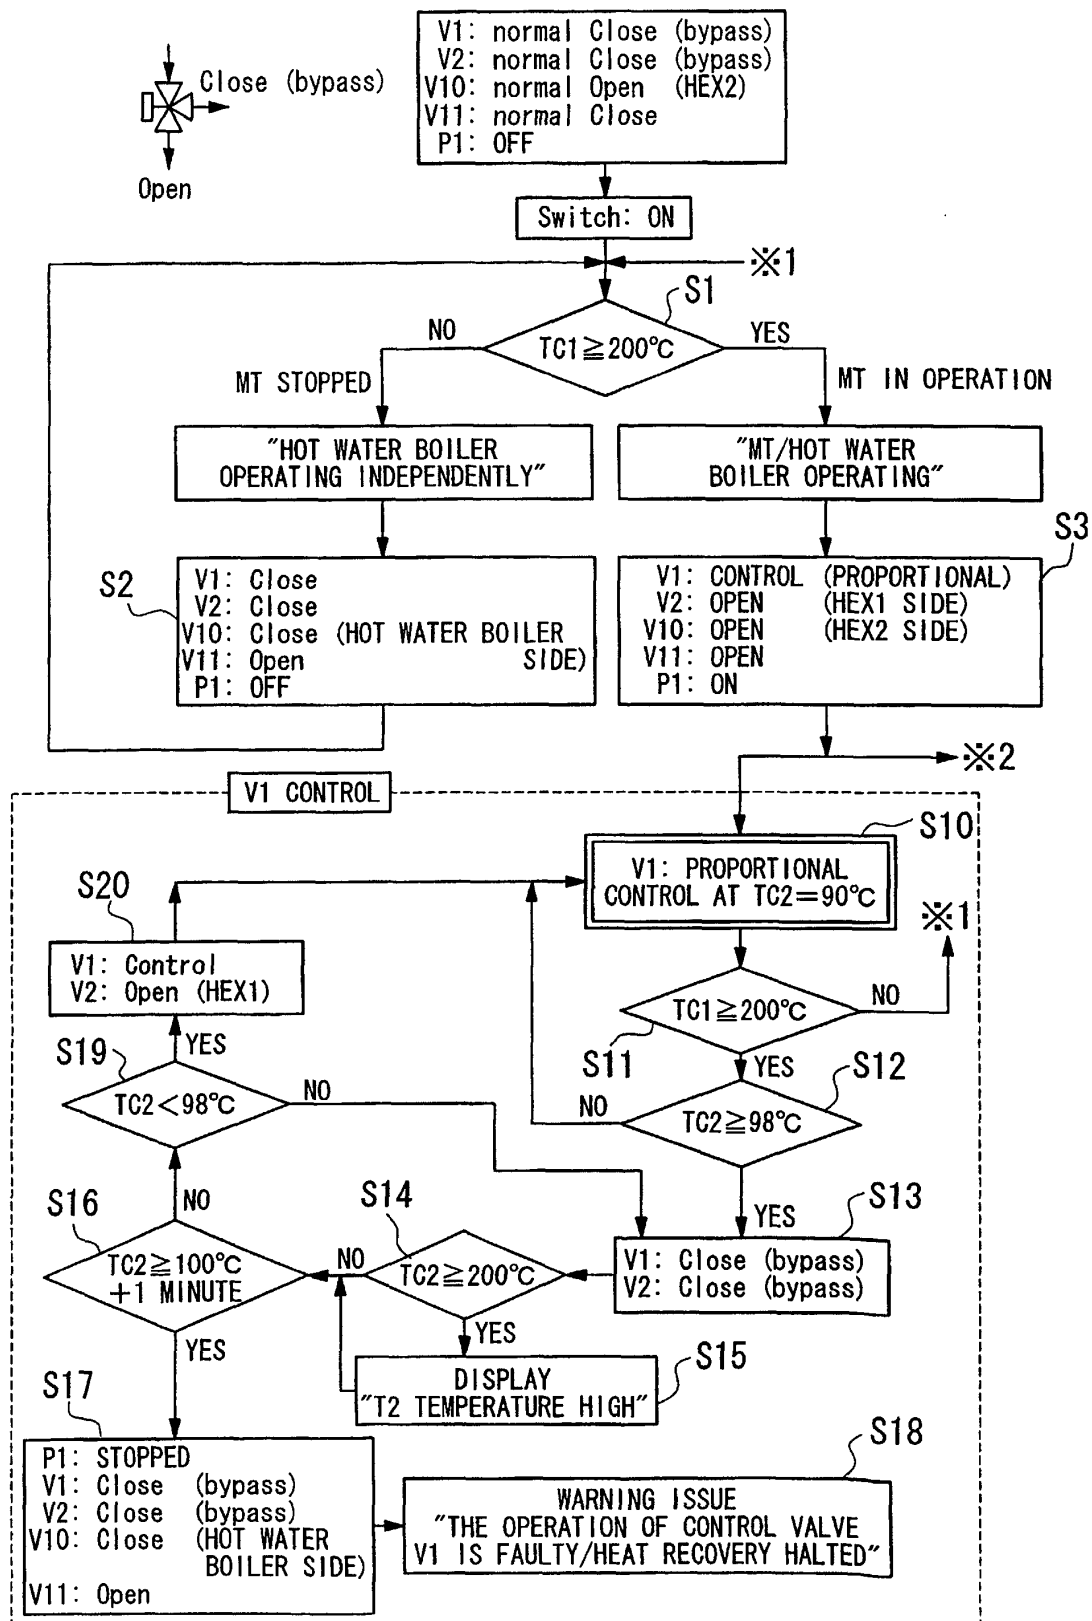 V1: normal Close (bypass)
V2: normal Close (bypass)
V10: normal Open (HEX2)
V11: normal Close
P1: OFF
Close (bypass)
Open
Switch: ON
※1
S1
TC1≧200℃
NO
YES
MT STOPPED
MT IN OPERATION
"HOT WATER BOILER
OPERATING INDEPENDENTLY"
"MT/HOT WATER
BOILER OPERATING"
S2
V1: Close
V2: Close
V10: Close (HOT WATER BOILER
V11: Open SIDE)
P1: OFF
S3
V1: CONTROL (PROPORTIONAL)
V2: OPEN (HEX1 SIDE)
V10: OPEN (HEX2 SIDE)
V11: OPEN
P1: ON
※2
V1 CONTROL
S10
V1: PROPORTIONAL
CONTROL AT TC2=90℃
※1
S20
V1: Control
V2: Open (HEX1)
TC1≧200℃
NO
S11
YES
S19
YES
TC2<98℃
NO
S12
TC2≧98℃
NO
YES
S13
V1: Close (bypass)
V2: Close (bypass)
S14
TC2≧200℃
NO
YES
S15
DISPLAY
"T2 TEMPERATURE HIGH"
S16
NO
TC2≧100℃
+1 MINUTE
YES
S17
P1: STOPPED
V1: Close (bypass)
V2: Close (bypass)
V10: Close (HOT WATER
BOILER SIDE)
V11: Open
S18
WARNING ISSUE
"THE OPERATION OF CONTROL VALVE
V1 IS FAULTY/HEAT RECOVERY HALTED"